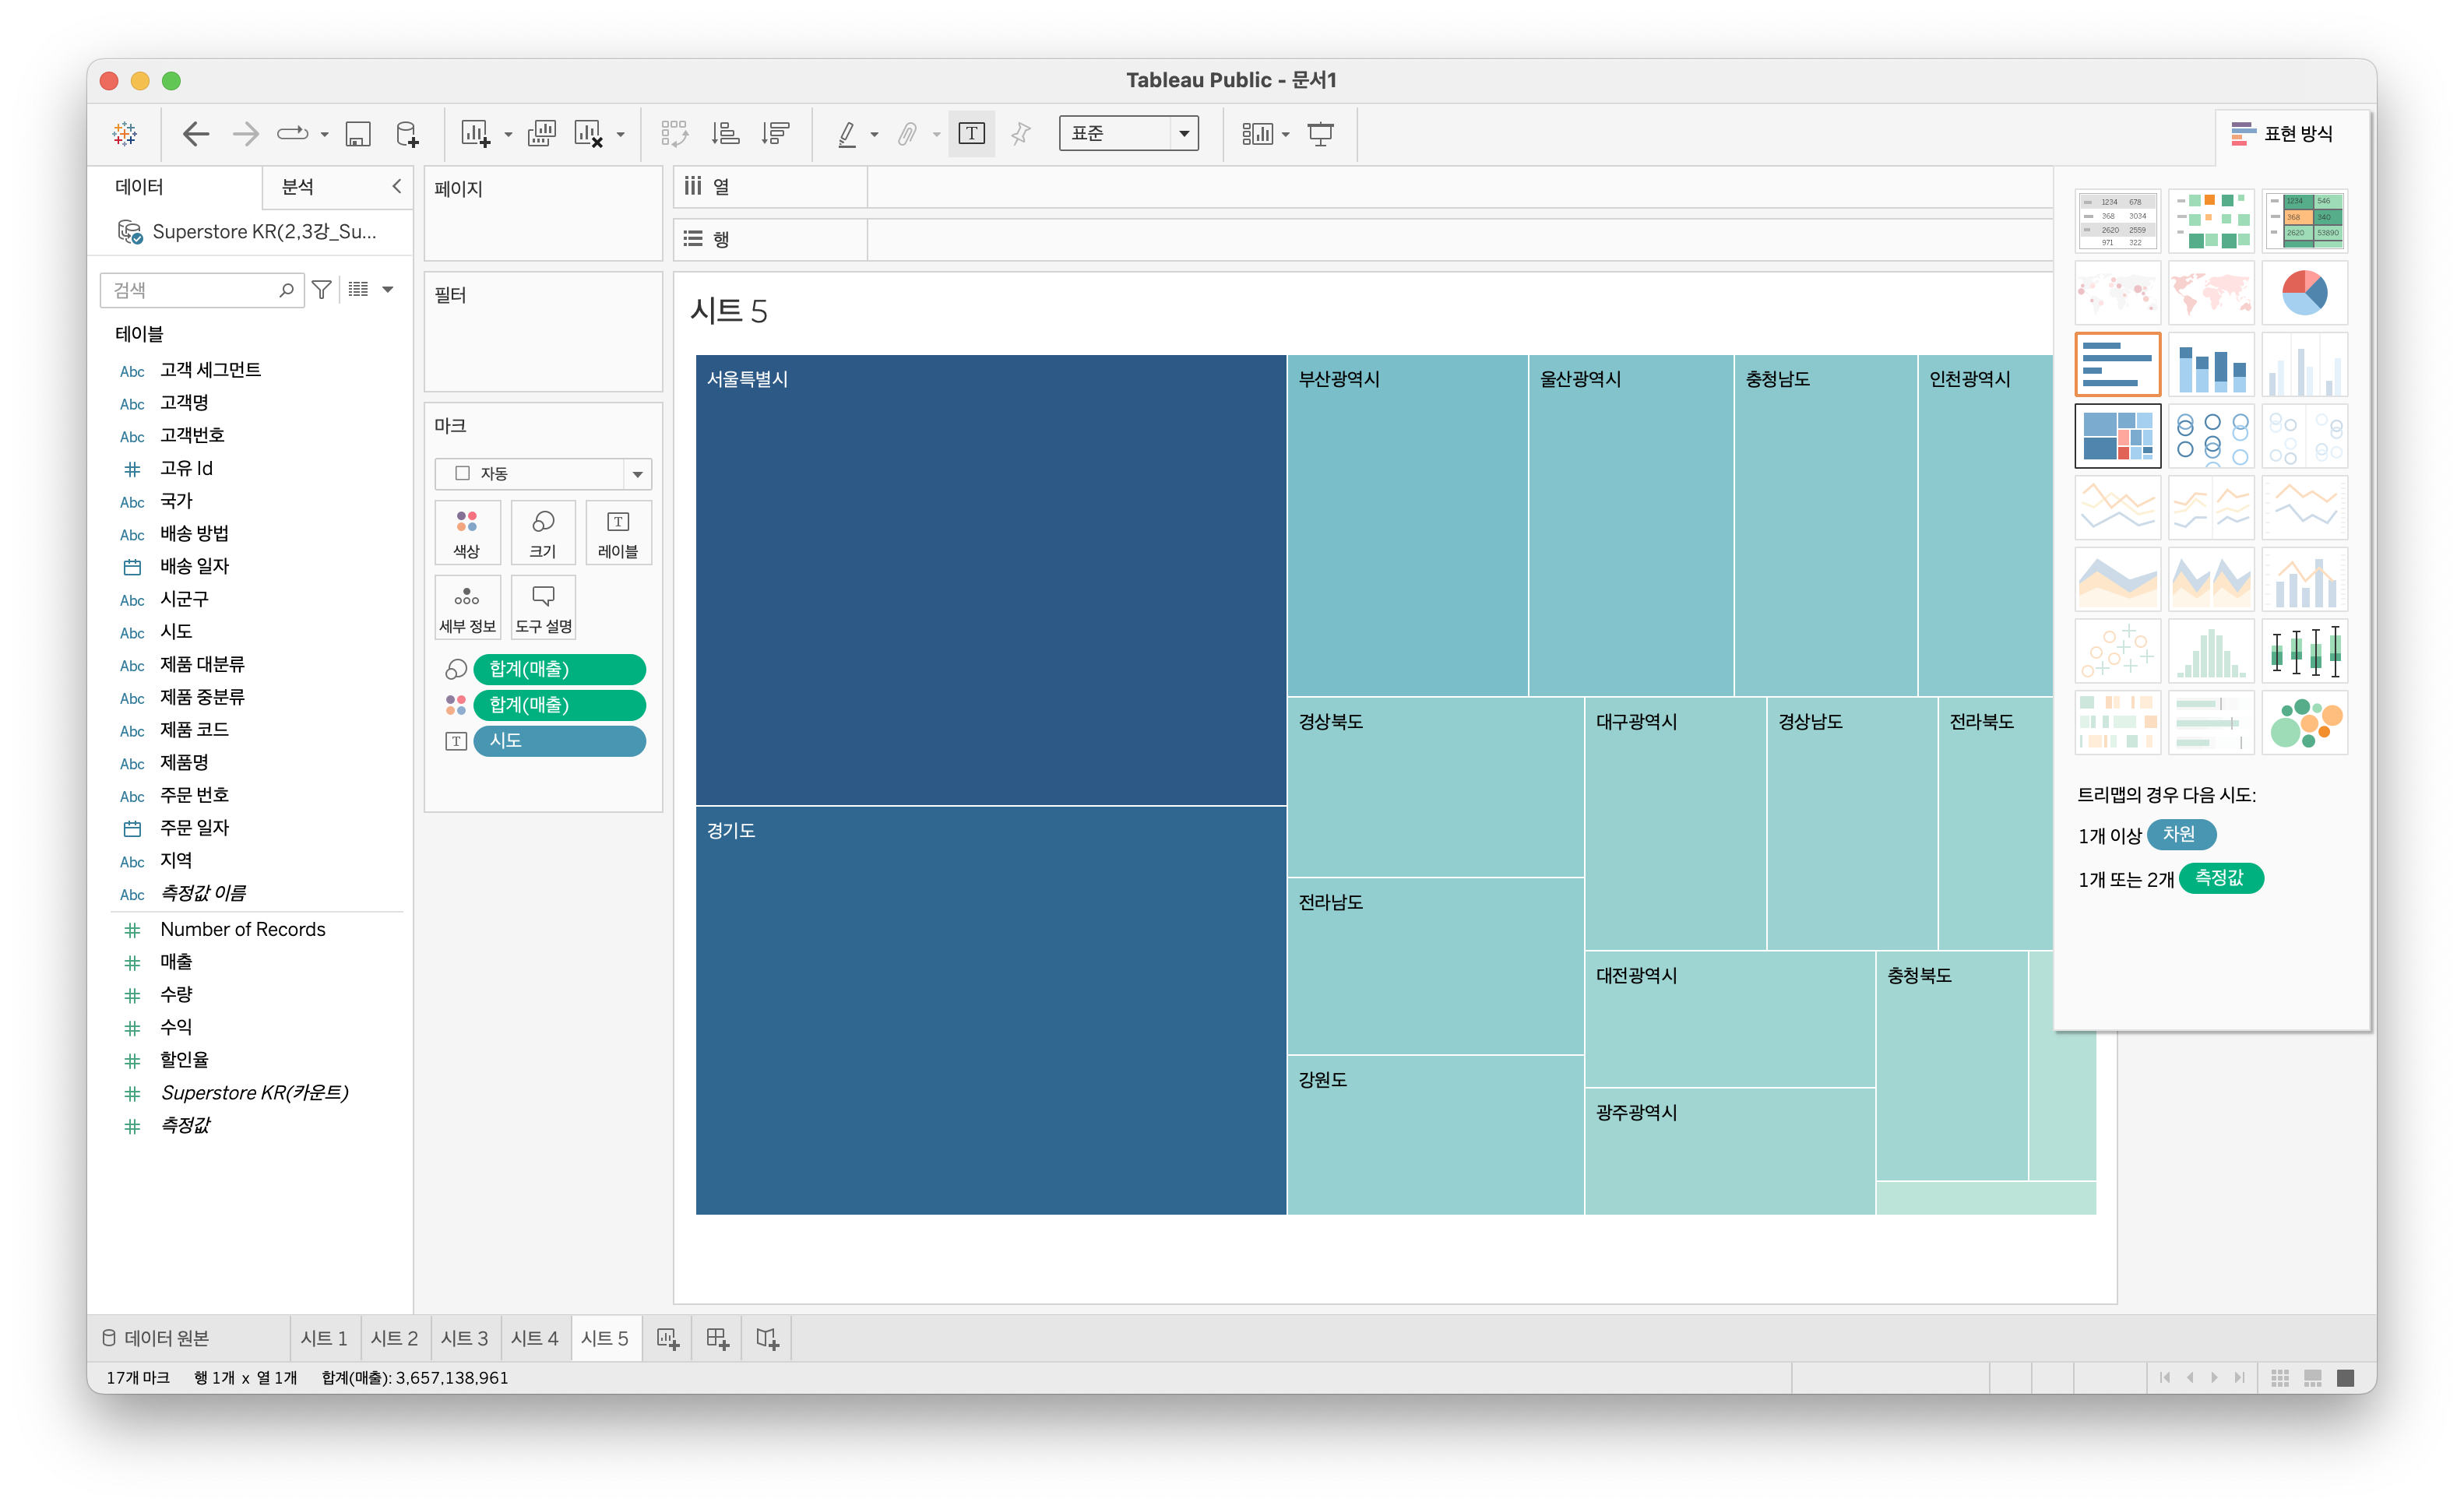 Tableau Public - 문서1
표준
표현 방식
데이터
분석
Superstore KR(2,3강_Su...
검색
테이블
Abc 고객 세그먼트
Abc 고객명
Abc 고객번호
고유 Id
Abc 국가
Abc 배송 방법
배송 일자
Abc 시군구
Abc 시도
Abc 제품 대분류
Abc 제품 중분류
Abc 제품 코드
Abc 제품명
Abc 주문 번호
주문 일자
Abc 지역
Abc 측정값 이름
Number of Records
매출
수량
수익
할인율
Superstore KR(카운트)
측정값
페이지
필터
마크
자동
색상
크기
레이블
세부 정보
도구 설명
합계(매출)
합계(매출)
시도
열
행
시트 5
서울특별시
부산광역시
울산광역시
충청남도
인천광역시
경상북도
대구광역시
경상남도
전라북도
경기도
전라남도
대전광역시
충청북도
강원도
광주광역시
1234 678
368 3034
2620 2559
971 322
1234 546
368 340
2620 53890
트리맵의 경우 다음 시도:
1개 이상 차원
1개 또는 2개 측정값
데이터 원본
시트 1
시트 2
시트 3
시트 4
시트 5
17개 마크 행 1개 x 열 1개 합계(매출): 3,657,138,961